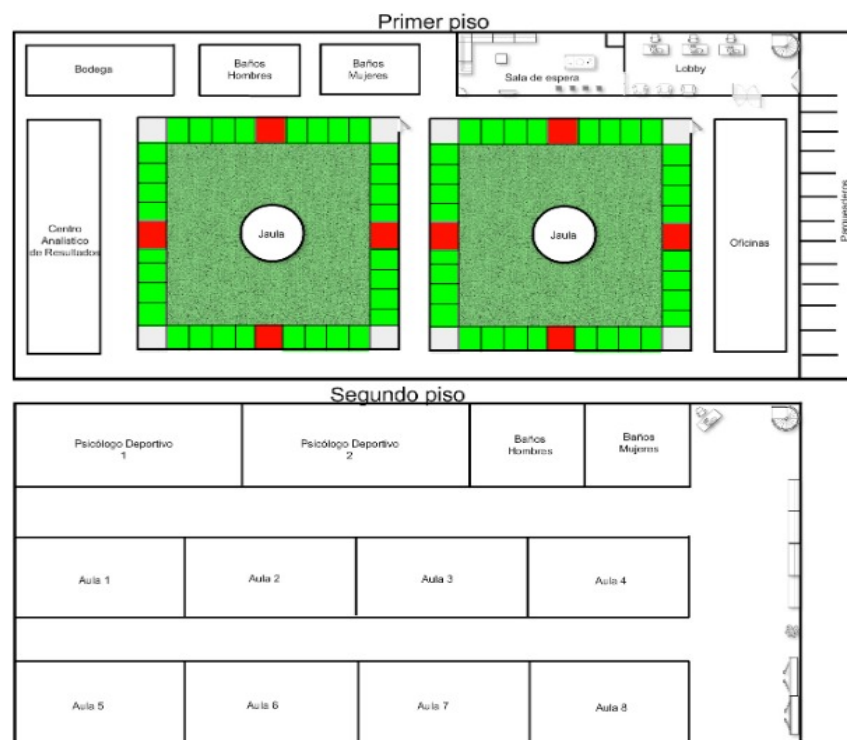 Primer piso
Bodega
Baños
Hombres
Baños
Mujeres
Sala de espera
Lobby
Centro
Analistico
de Resultados
Jaula
Jaula
Oficinas
Parqueaderos
Segundo piso
Psicólogo Deportivo
1
Psicólogo Deportivo
2
Baños
Hombres
Baños
Mujeres
Aula 1
Aula 2
Aula 3
Aula 4
Aula 5
Aula 6
Aula 7
Aula 8